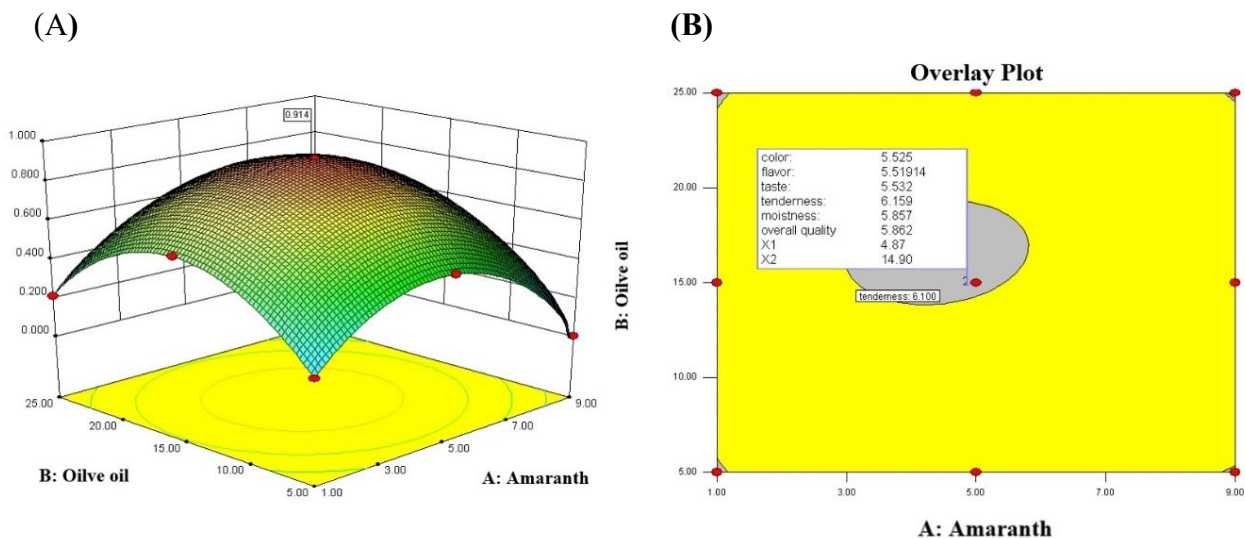 (A)
0.914
1.000
0.800
0.600
0.400
0.200
0.000
25.00
20.00
15.00
10.00
5.00
1.00
3.00
5.00
7.00
9.00
B: Oilve oil
A: Amaranth
(B)
Overlay Plot
B: Oilve oil
25.00
20.00
15.00
10.00
5.00
color: 5.525
flavor: 5.51914
taste: 5.532
tenderness: 6.159
moistness: 5.857
overall quality 5.862
X1 4.87
X2 14.90
2
tenderness: 6.100
1.00 3.00 5.00 7.00 9.00
A: Amaranth